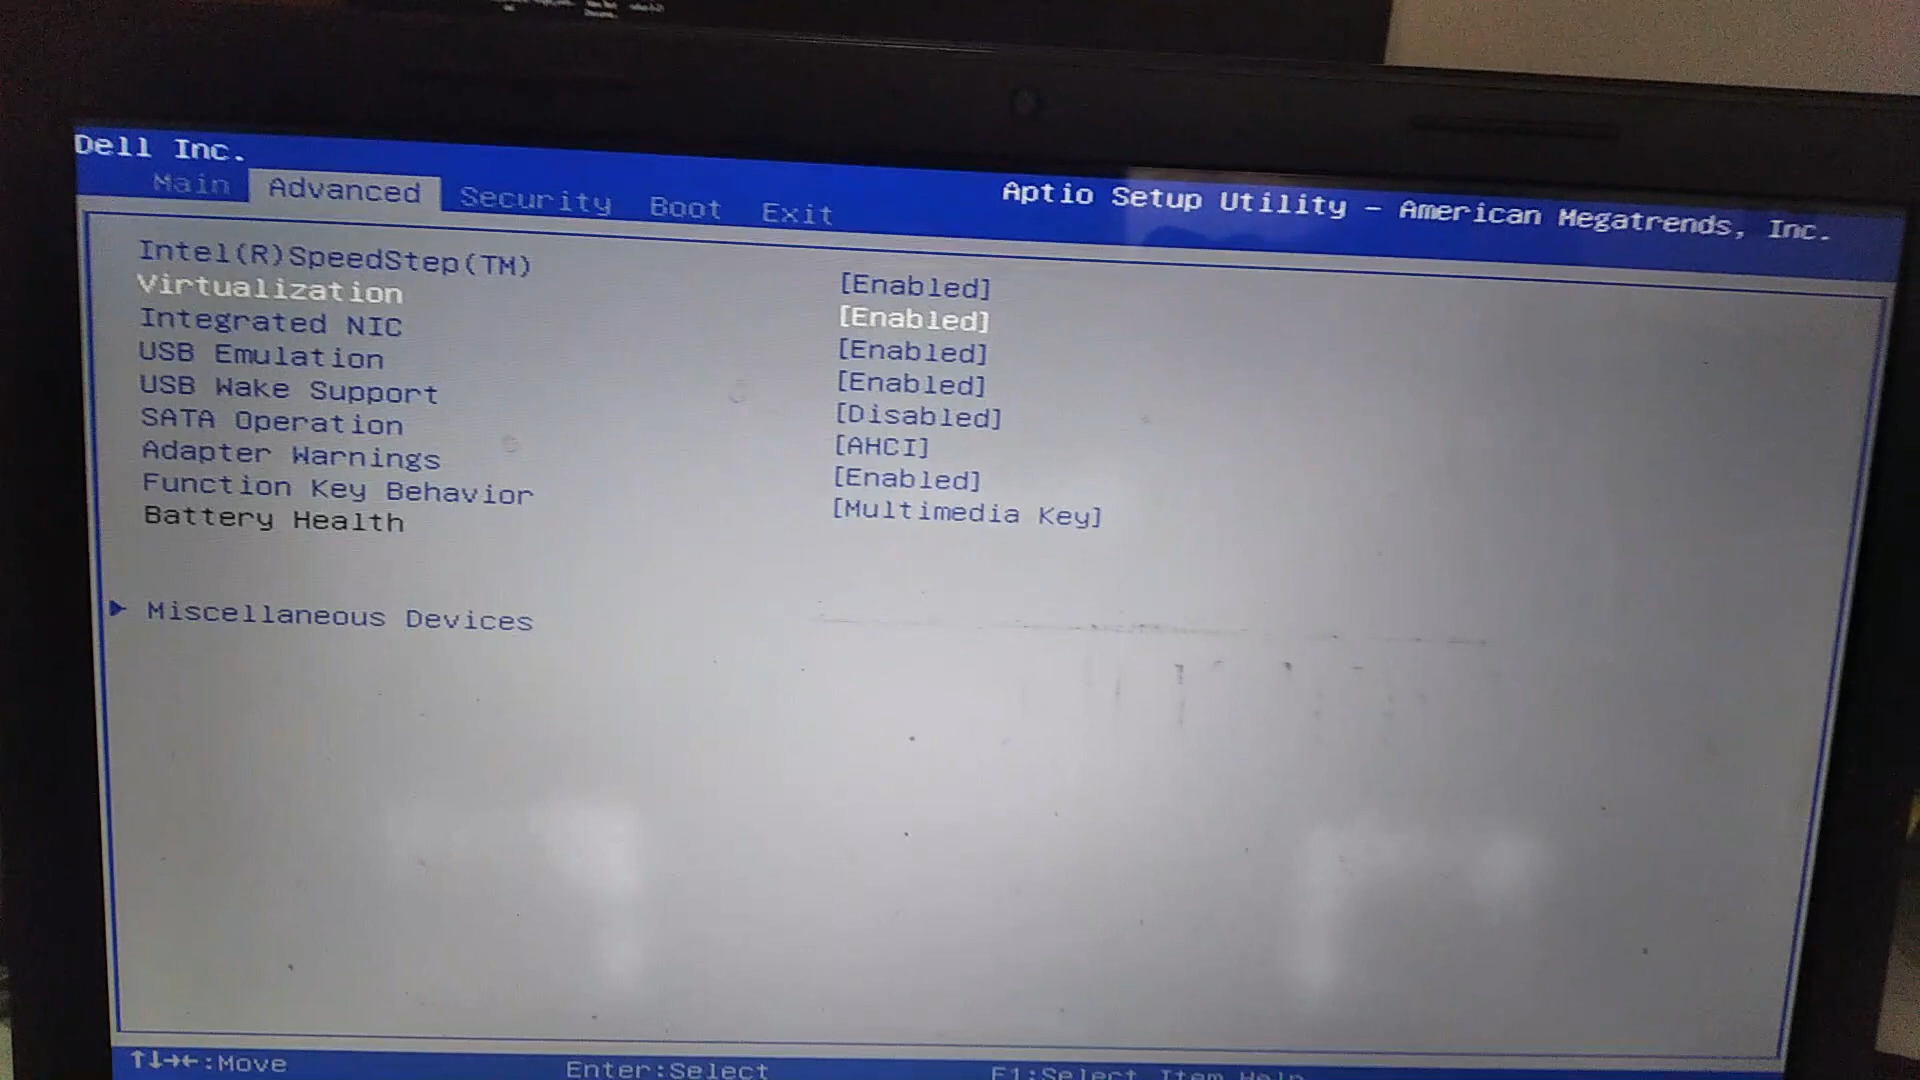 Dell Inc.
Aptio Setup Utility – American Megatrends, Inc.
Main Advanced Security Boot Exit
Intel(R)SpeedStep(TM) [Enabled]
Virtualization [Enabled]
Integrated NIC [Enabled]
USB Emulation [Enabled]
USB Wake Support [Disabled]
SATA Operation [AHCI]
Adapter Warnings [Enabled]
Function Key Behavior [Multimedia Key]
Battery Health
▶ Miscellaneous Devices
↑↓→←:Move Enter:Select F1:Select Item Help